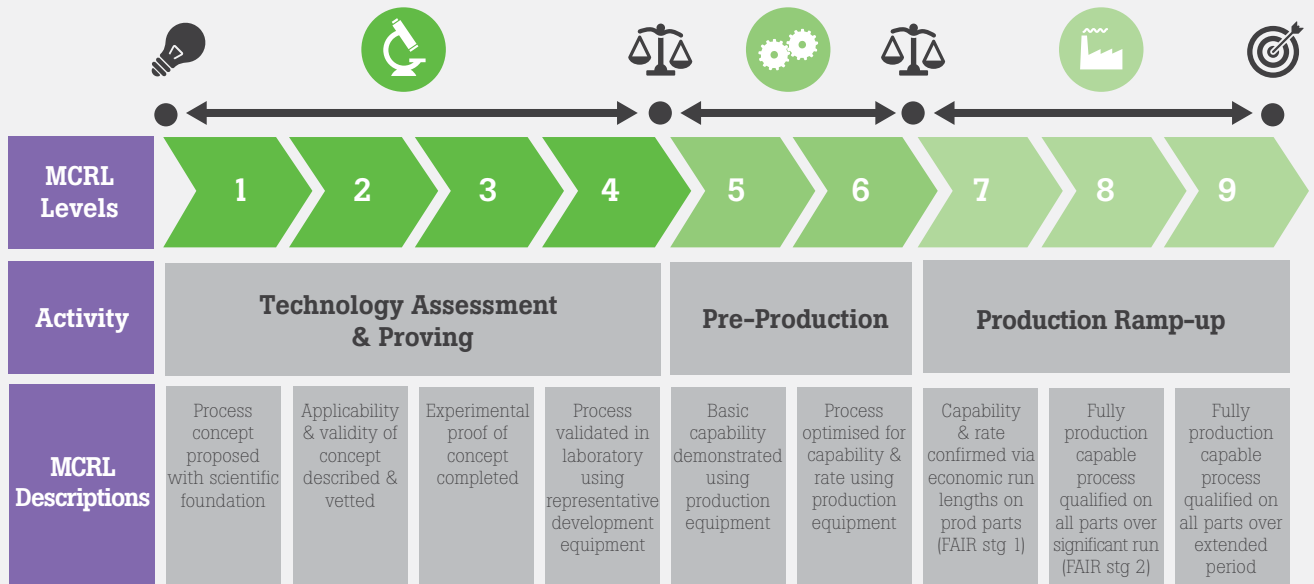 MCRL
Levels
1
2
3
4
5
6
7
8
9
Activity
Technology Assessment
& Proving
Pre-Production
Production Ramp-up
MCRL
Descriptions
Process
concept
proposed
with scientific
foundation
Applicability
& validity of
concept
described &
vetted
Experimental
proof of
concept
completed
Process
validated in
laboratory
using
representative
development
equipment
Basic
capability
demonstrated
using
production
equipment
Process
optimised for
capability &
rate using
production
equipment
Capability
& rate
confirmed via
economic run
lengths on
prod parts
(FAIR stg 1)
Fully
production
capable
process
qualified on
all parts over
significant run
(FAIR stg 2)
Fully
production
capable
process
qualified on
all parts over
extended
period